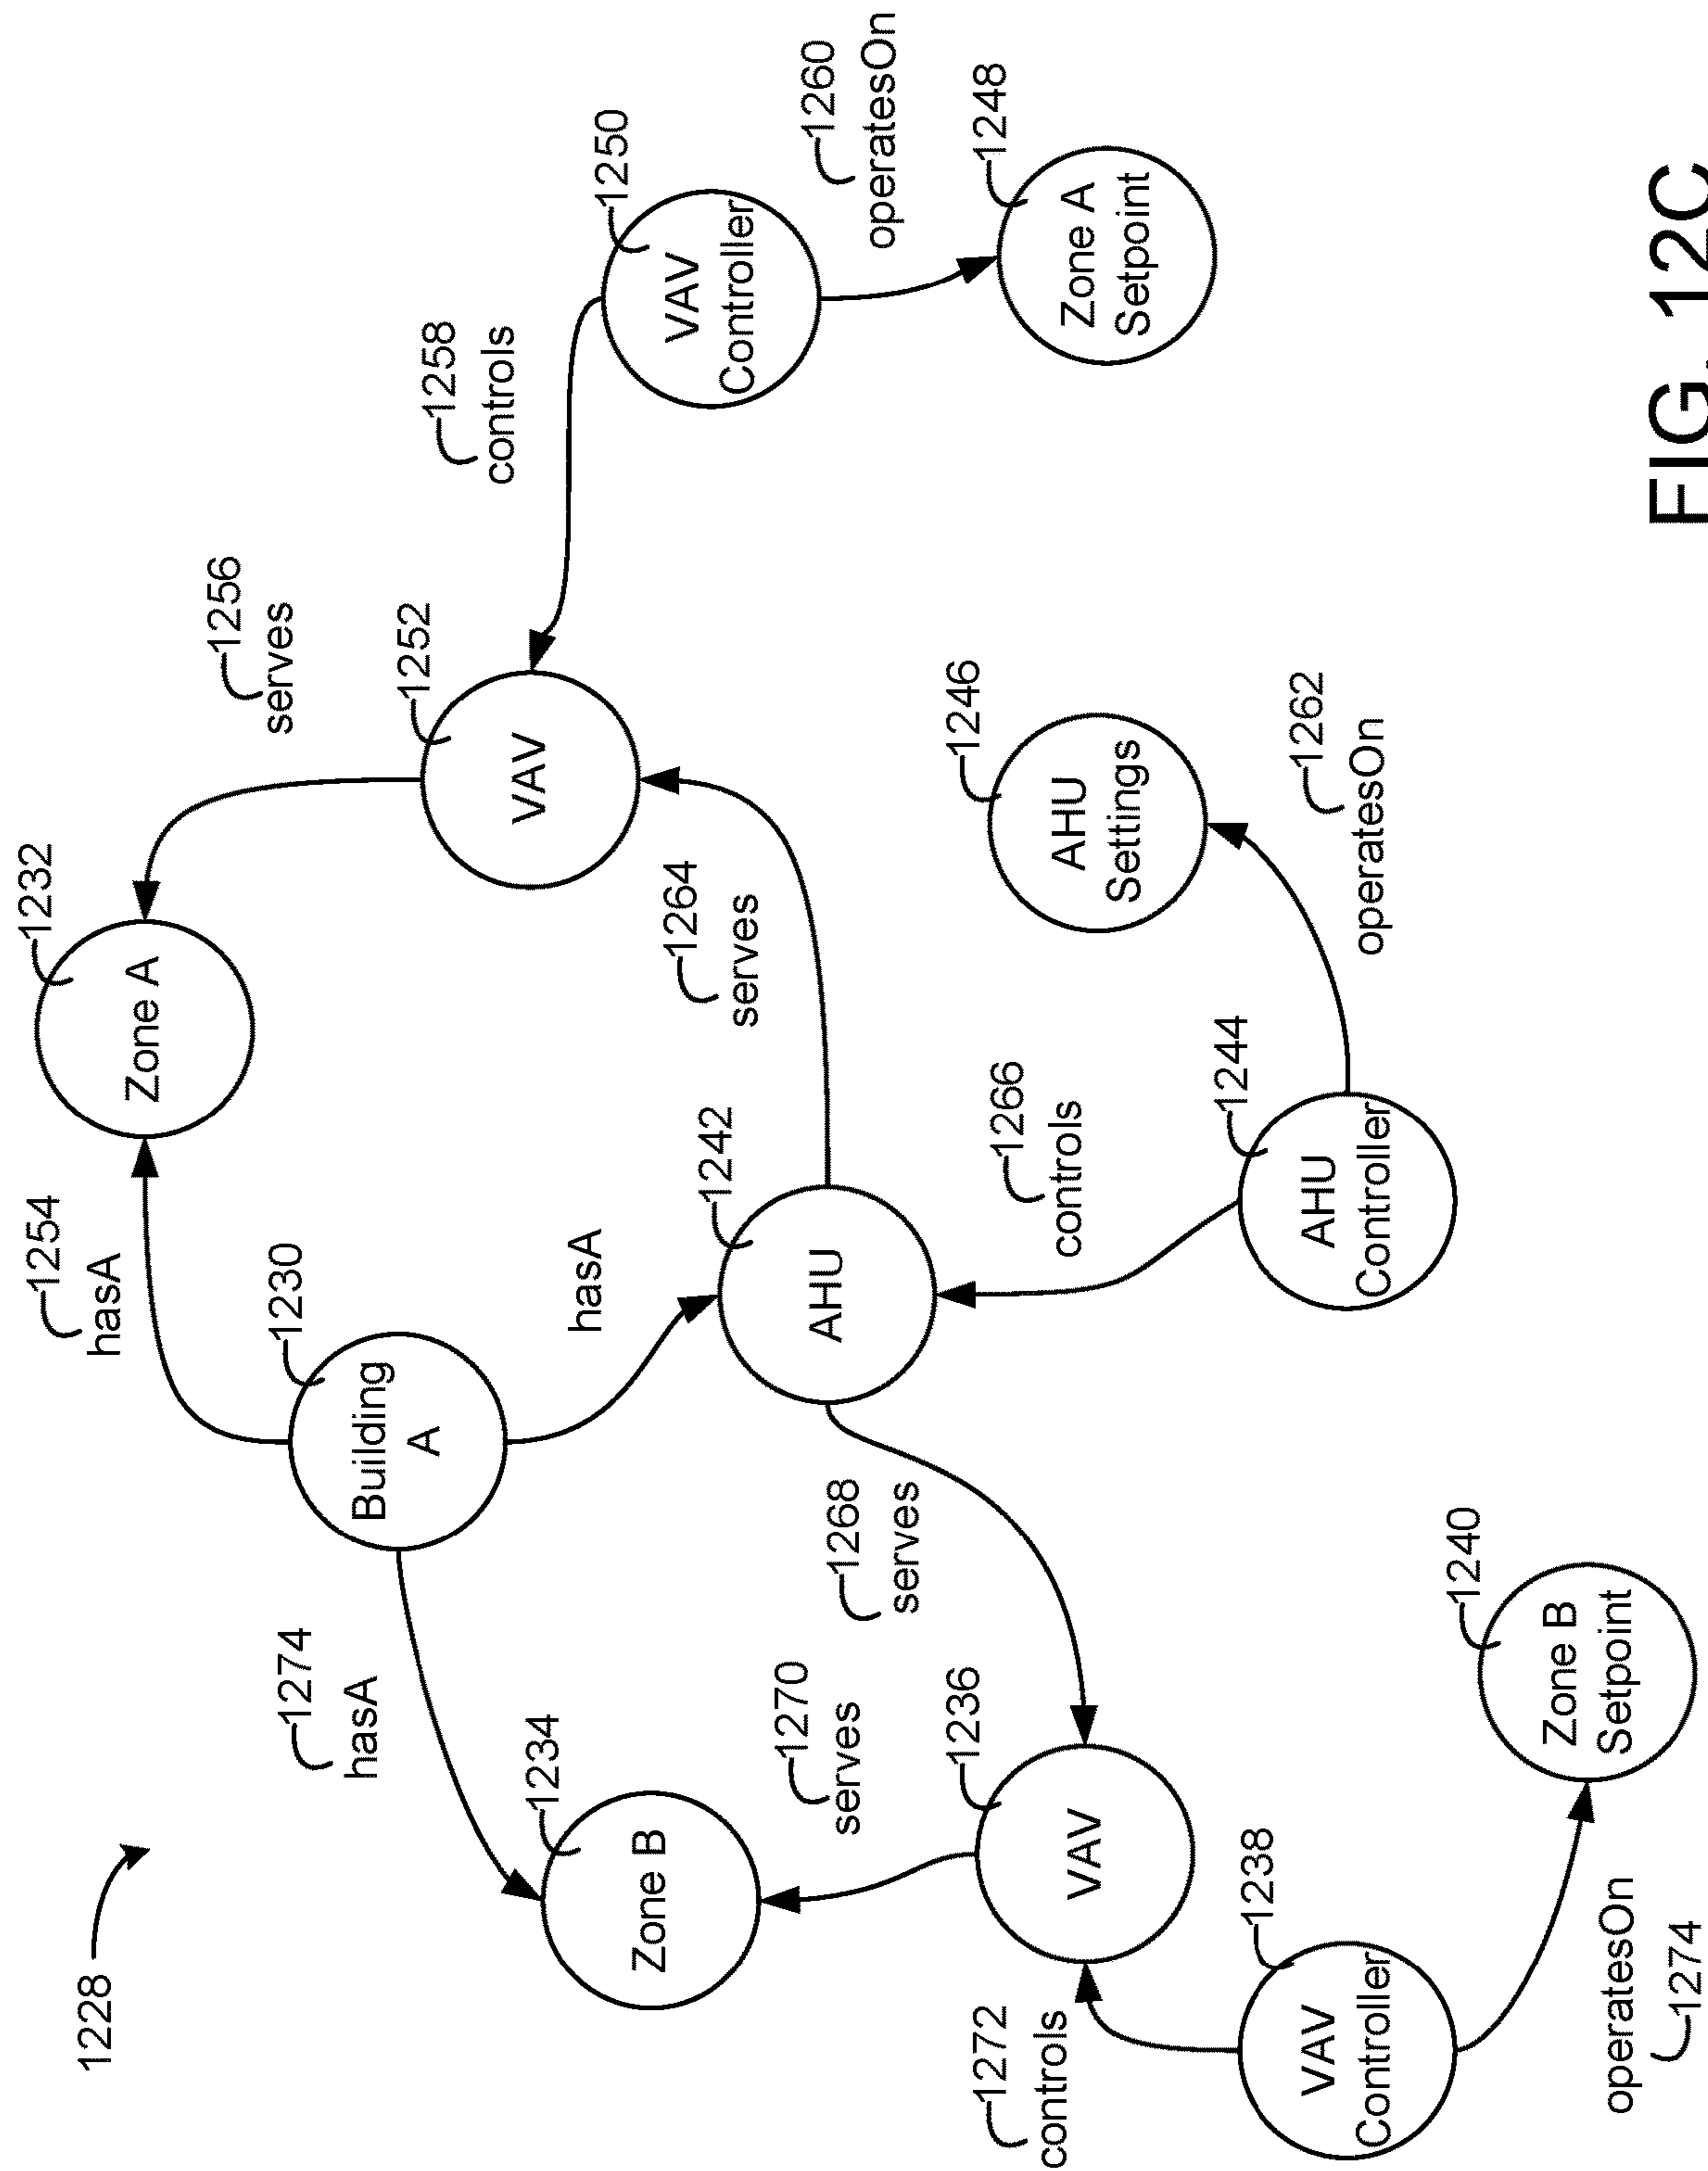 1228
1274
hasA
1254
hasA
1232
Zone A
1256
serves
1230
Building
A
hasA
1234
Zone B
1252
VAV
1258
controls
1250
VAV
Controller
1260
operatesOn
1248
Zone A
Setpoint
1264
serves
1242
AHU
1270
serves
1268
serves
1236
VAV
1266
controls
1246
AHU
Settings
1262
operatesOn
1244
AHU
Controller
1272
controls
1238
VAV
Controller
1240
Zone B
Setpoint
operatesOn
1274
FIG. 12C